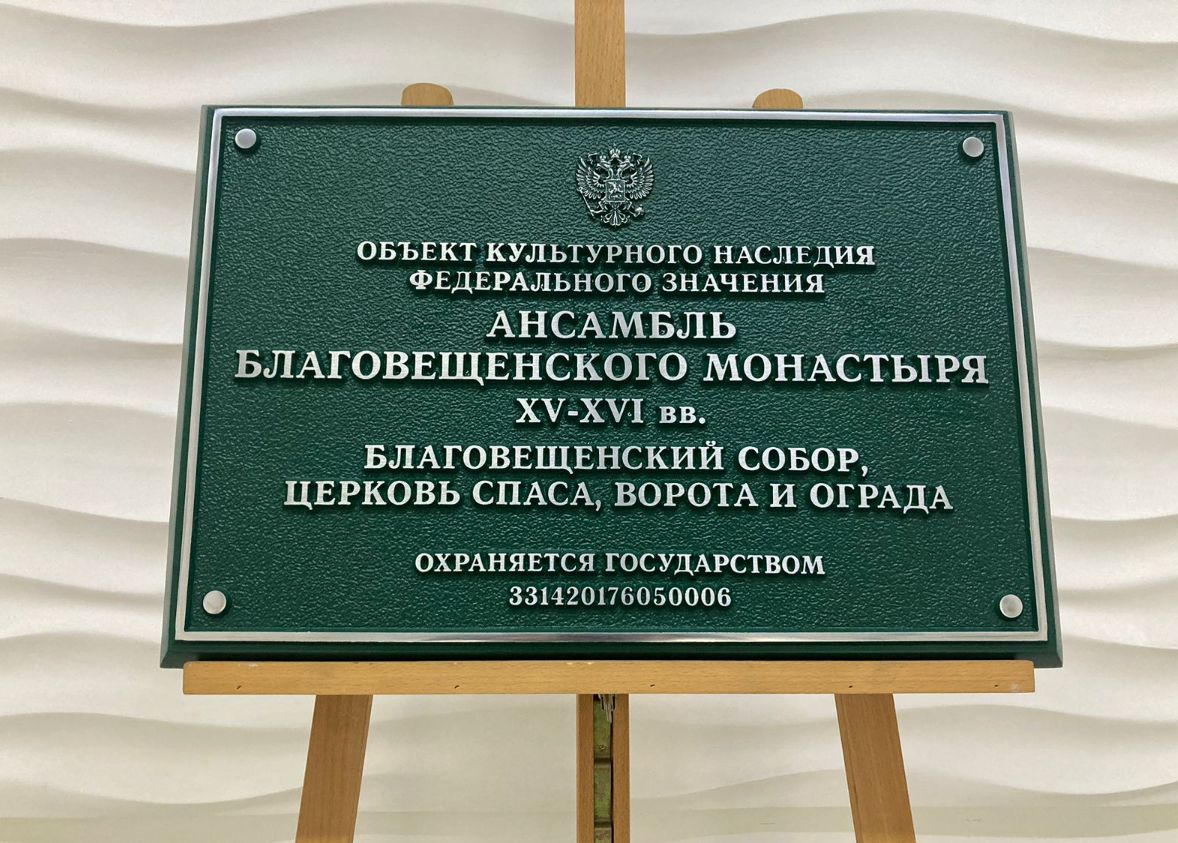 ОБЪЕКТ КУЛЬТУРНОГО НАСЛЕДИЯ
ФЕДЕРАЛЬНОГО ЗНАЧЕНИЯ
АНСАМБЛЬ
БЛАГОВЕЩЕНСКОГО МОНАСТЫРЯ
XV-XVI вв.
БЛАГОВЕЩЕНСКИЙ СОБОР,
ЦЕРКОВЬ СПАСА, ВОРОТА И ОГРАДА
ОХРАНЯЕТСЯ ГОСУДАРСТВОМ
331420176050006